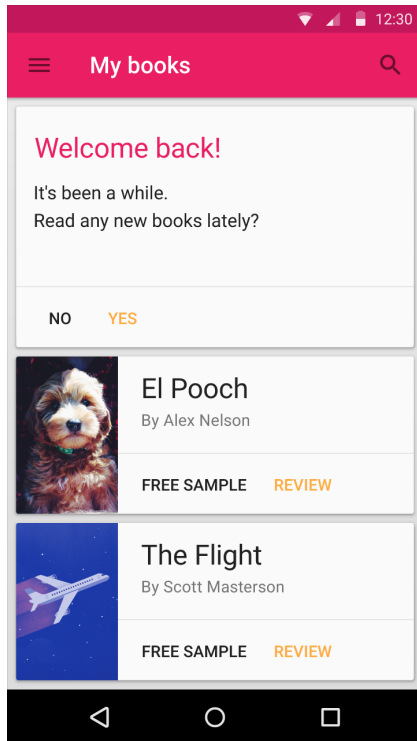 12:30
My books
Welcome back!
It's been a while.
Read any new books lately?
NO YES
El Pooch
By Alex Nelson
FREE SAMPLE REVIEW
The Flight
By Scott Masterson
FREE SAMPLE REVIEW